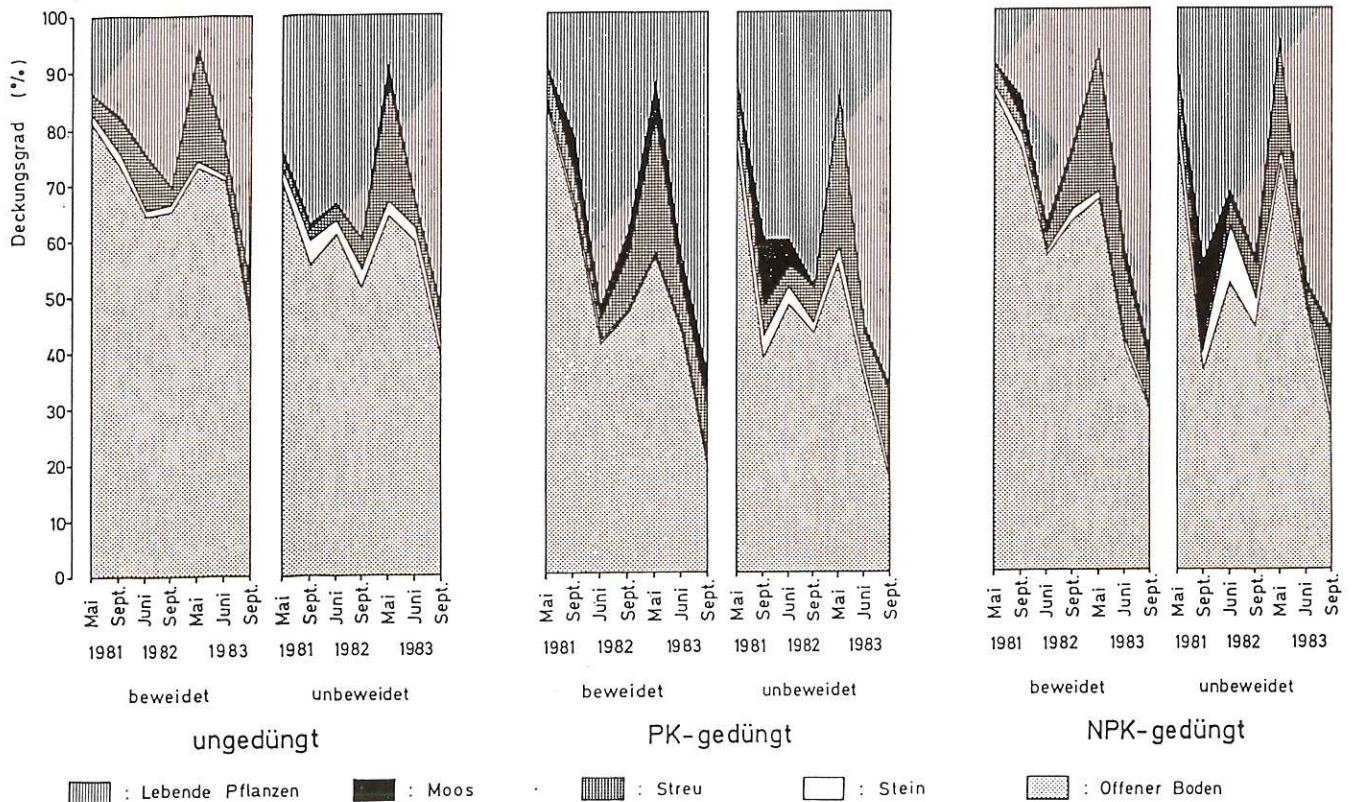 Deckungsgrad (%)
100
90
80
70
60
50
40
30
20
10
0
Mai Sept. Juni Sept. Mai Juni Sept. Mai Sept. Juni Sept. Mai Juni Sept. Mai Sept. Juni Sept. Mai Juni Sept. Mai Sept. Juni Sept. Mai Juni Sept. Mai Sept. Juni Sept. Mai Juni Sept. Mai Sept. Juni Sept. Mai Juni Sept.
1981 1982 1983 1981 1982 1983 1981 1982 1983 1981 1982 1983 1981 1982 1983 1981 1982 1983
beweidet unbeweidet beweidet unbeweidet beweidet unbeweidet
ungedüngt PK-gedüngt NPK-gedüngt
: Lebende Pflanzen : Moos : Streu : Stein : Offener Boden